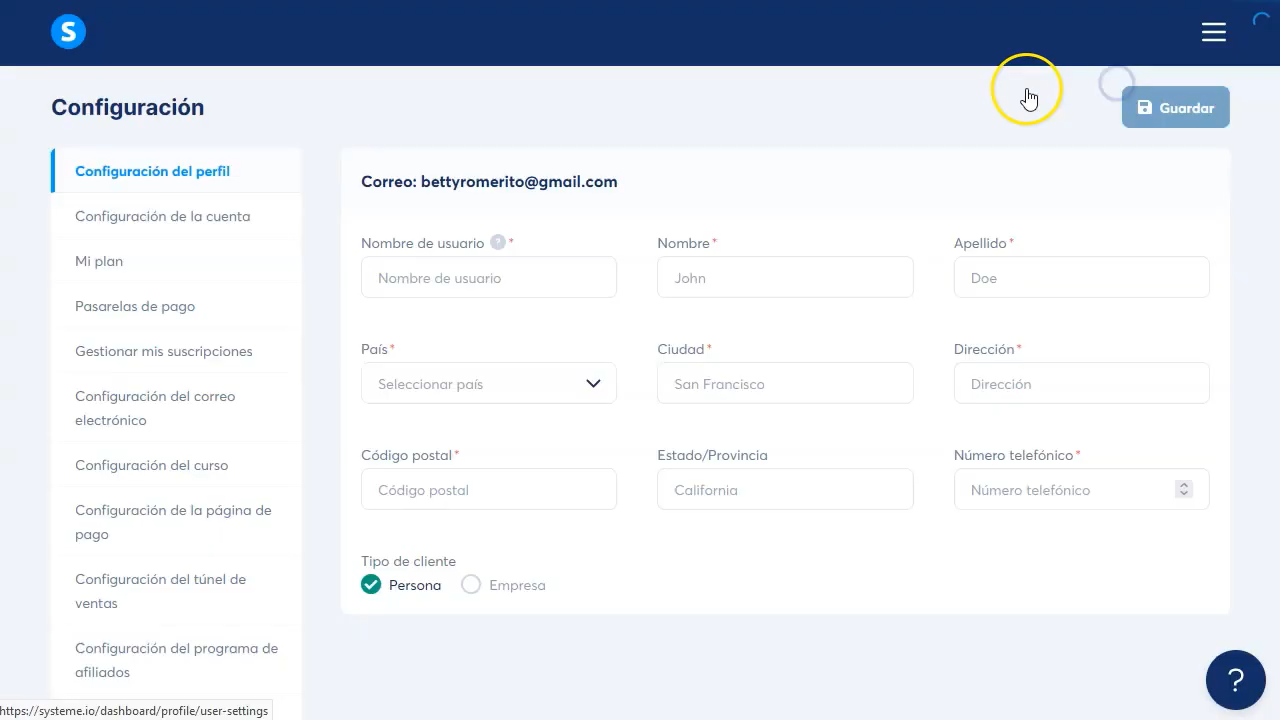 S
Configuración
Guardar
Configuración del perfil
Configuración de la cuenta
Mi plan
Pasarelas de pago
Gestionar mis suscripciones
Configuración del correo
electrónico
Configuración del curso
Configuración de la página de
pago
Configuración del túnel de
ventas
Configuración del programa de
afiliados
Correo: bettyromerito@gmail.com
Nombre de usuario ? *
Nombre de usuario
Nombre *
John
Apellido *
Doe
País *
Seleccionar país
Ciudad *
San Francisco
Dirección *
Dirección
Código postal *
Código postal
Estado/Provincia
California
Número telefónico *
Número telefónico
Tipo de cliente
Persona
Empresa
?
https://systeme.io/dashboard/profile/user-settings